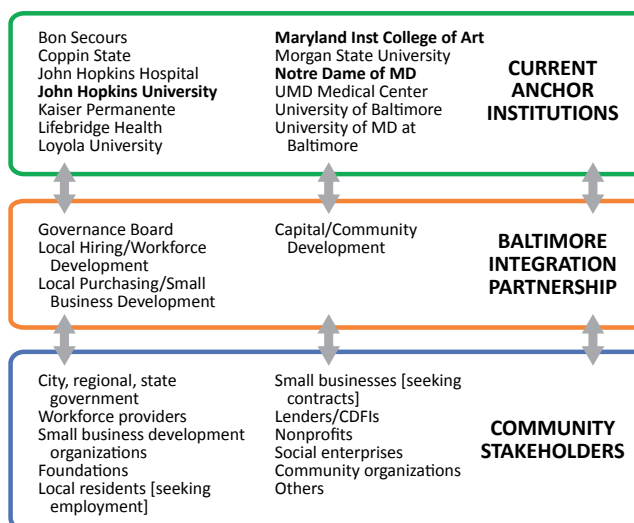 Bon Secours
Coppin State
John Hopkins Hospital
John Hopkins University
Kaiser Permanente
Lifebridge Health
Loyola University
Maryland Inst College of Art
Morgan State University
Notre Dame of MD
UMD Medical Center
University of Baltimore
University of MD at
Baltimore
CURRENT
ANCHOR
INSTITUTIONS
Governance Board
Local Hiring/Workforce
Development
Local Purchasing/Small
Business Development
Capital/Community
Development
BALTIMORE
INTEGRATION
PARTNERSHIP
City, regional, state
government
Workforce providers
Small business development
organizations
Foundations
Local residents [seeking
employment]
Small businesses [seeking
contracts]
Lenders/CDFIs
Nonprofits
Social enterprises
Community organizations
Others
COMMUNITY
STAKEHOLDERS